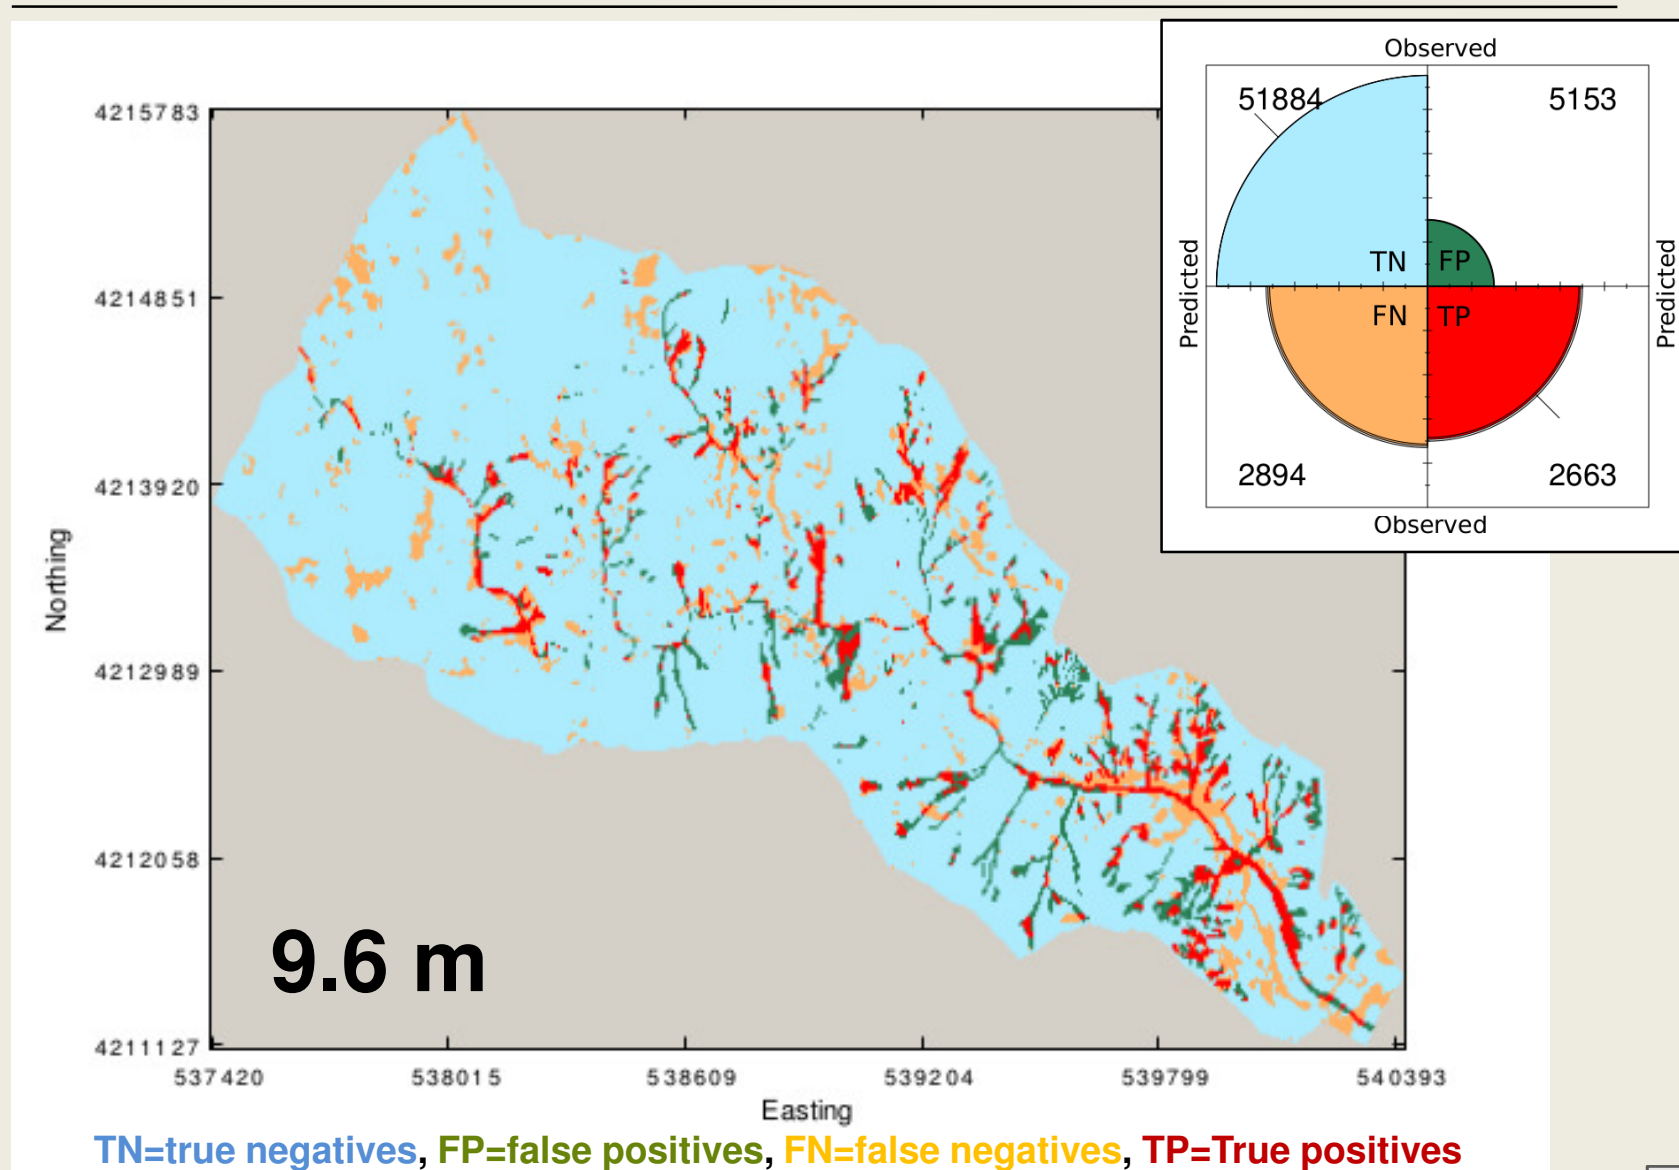 Observed
51884
5153
Predicted
TN
FP
Predicted
FN
TP
2894
2663
Observed
4215783
4214851
4213920
4212989
4212058
4211127
Northing
9.6 m
537420
538015
538609
539204
539799
540393
Easting
TN=true negatives, FP=false positives, FN=false negatives, TP=True positives